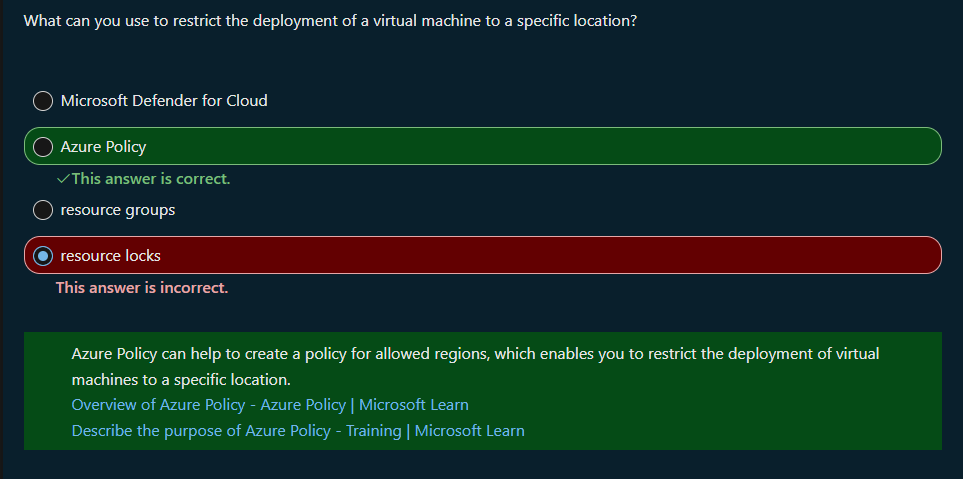 What can you use to restrict the deployment of a virtual machine to a specific location?
Microsoft Defender for Cloud
Azure Policy
✓This answer is correct.
resource groups
resource locks
This answer is incorrect.
Azure Policy can help to create a policy for allowed regions, which enables you to restrict the deployment of virtual
machines to a specific location.
Overview of Azure Policy - Azure Policy | Microsoft Learn
Describe the purpose of Azure Policy - Training | Microsoft Learn